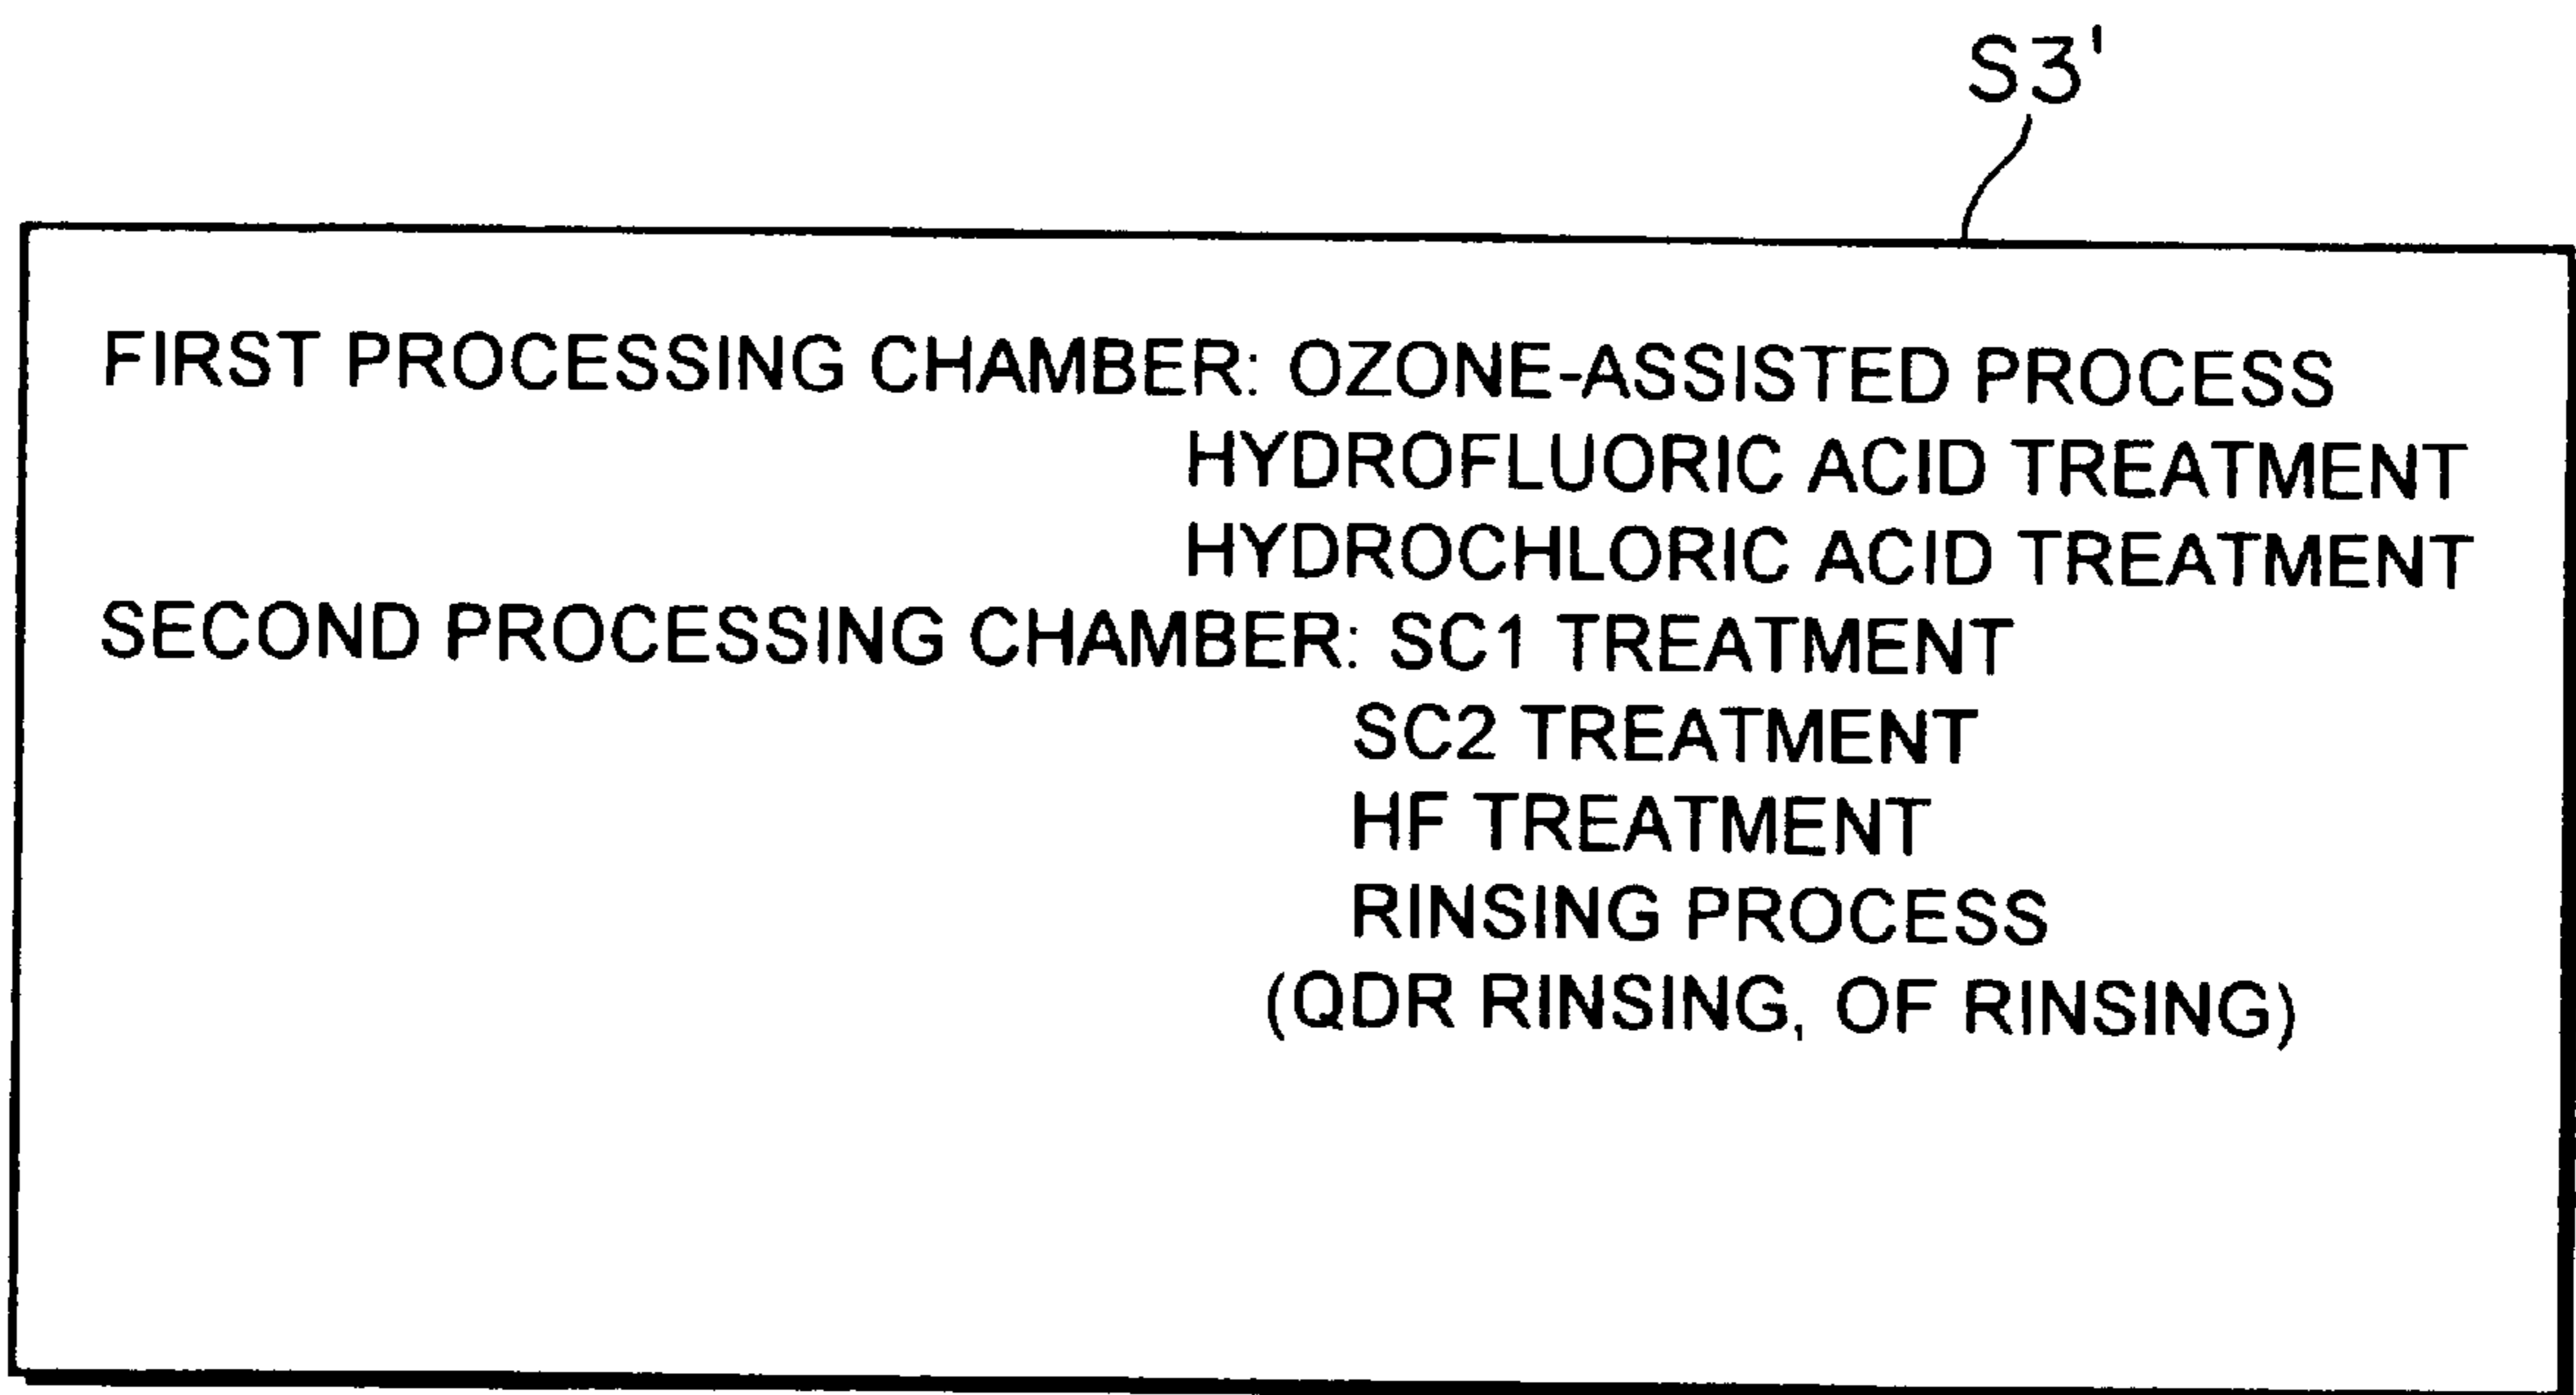 S3'
FIRST PROCESSING CHAMBER: OZONE-ASSISTED PROCESS
HYDROFLUORIC ACID TREATMENT
HYDROCHLORIC ACID TREATMENT
SECOND PROCESSING CHAMBER: SC1 TREATMENT
SC2 TREATMENT
HF TREATMENT
RINSING PROCESS
(QDR RINSING, OF RINSING)